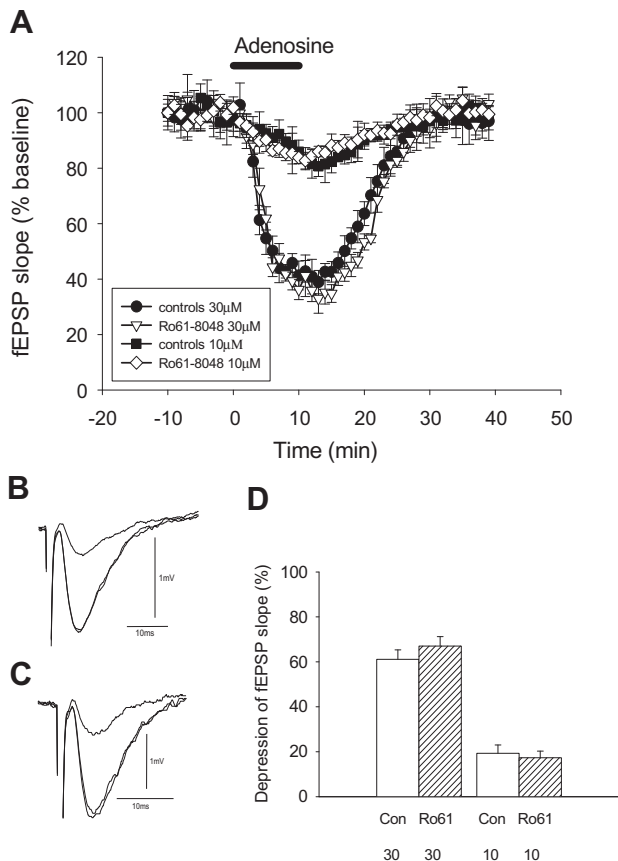 A
Adenosine
fEPSP slope (% baseline)
120
100
80
60
40
20
0
controls 30µM
Ro61-8048 30µM
controls 10µM
Ro61-8048 10µM
-20 -10 0 10 20 30 40 50
Time (min)
B
1mV
10ms
C
1mV
10ms
D
Depression of fEPSP slope (%)
100
80
60
40
20
0
Con Ro61 Con Ro61
30 30 10 10